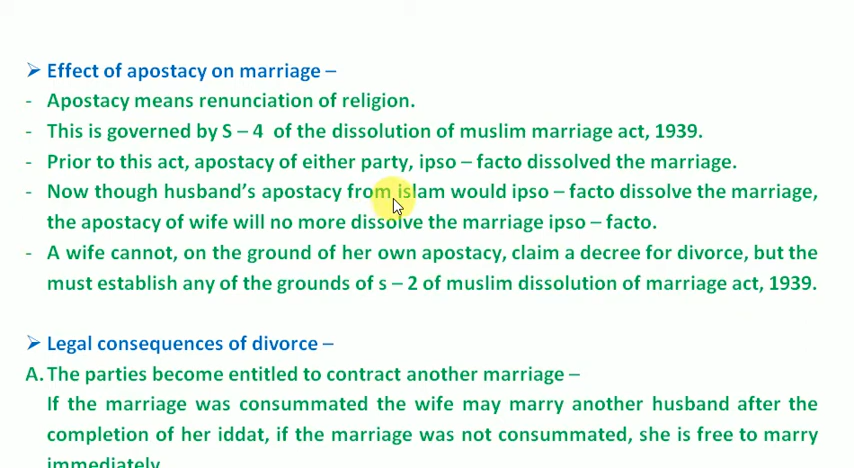 ➢ Effect of apostacy on marriage –
- Apostacy means renunciation of religion.
- This is governed by S – 4 of the dissolution of muslim marriage act, 1939.
- Prior to this act, apostacy of either party, ipso – facto dissolved the marriage.
- Now though husband's apostacy from islam would ipso – facto dissolve the marriage,
the apostacy of wife will no more dissolve the marriage ipso – facto.
- A wife cannot, on the ground of her own apostacy, claim a decree for divorce, but the
must establish any of the grounds of s – 2 of muslim dissolution of marriage act, 1939.
➢ Legal consequences of divorce –
A. The parties become entitled to contract another marriage –
If the marriage was consummated the wife may marry another husband after the
completion of her iddat, if the marriage was not consummated, she is free to marry
immediately.